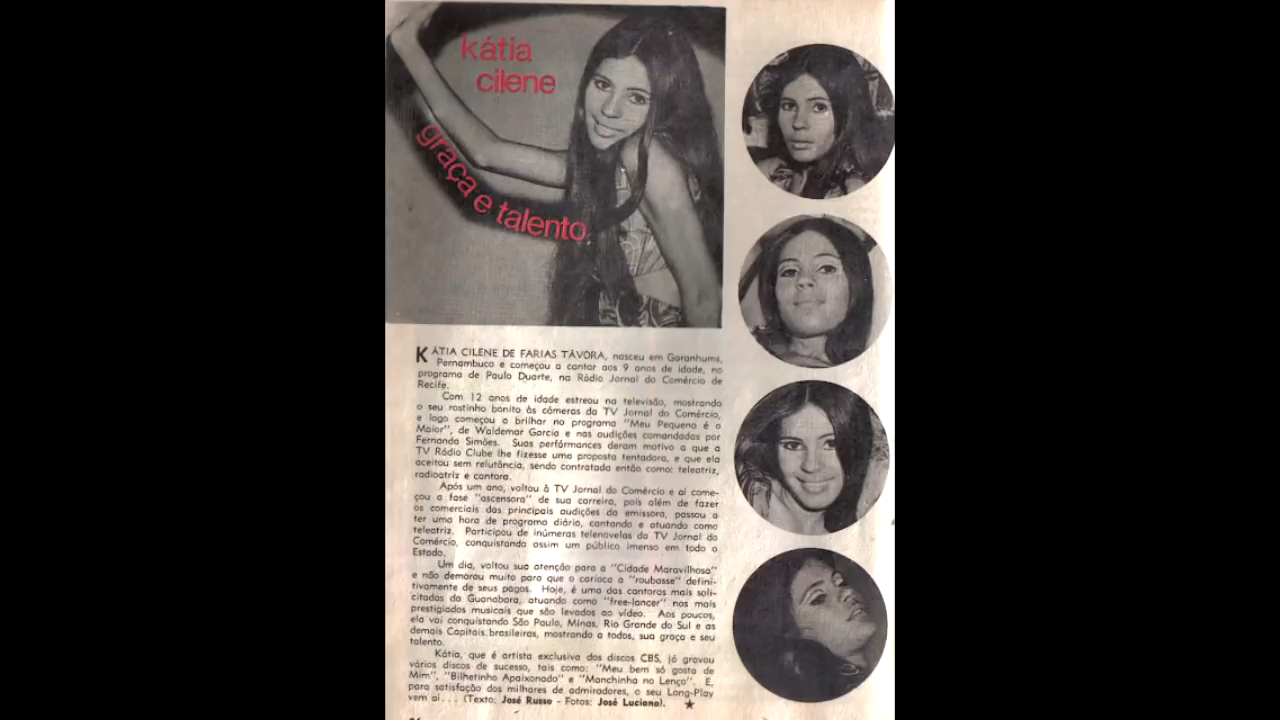 kátia
cilene
graça e talento
KÁTIA CILENE DE FARIAS TÁVORA, nasceu em Garanhuns,
Pernambuco e começou a cantar aos 9 anos de idade, no
programa de Paulo Duarte, na Rádio Jornal do Comércio de
Recife.
Com 12 anos de idade estreou na televisão, mostrando
o seu rostinho bonito às câmeras da TV Jornal do Comércio,
e logo começou a brilhar no programa "Meu Pequeno é o
Maior", de Waldemar Garcia e nas audições comandadas por
Fernando Simões. Suas perfórmances deram motivo a que a
TV Rádio Clube lhe fizesse uma proposta tentadora, e que ela
aceitou sem relutância, sendo contratada então como: teleatriz,
radioatriz e cantora.
Após um ano, voltou à TV Jornal do Comércio e aí come-
çou a fase "ascensora" de sua carreira, pois além de fazer
os comerciais das principais audições da emissora, passou a
ter uma hora de programa diário, cantando e atuando como
teleatriz. Participou de inúmeras telenovelas da TV Jornal do
Comércio, conquistando assim um público imenso em todo o
Estado.
Um dia, voltou sua atenção para a "Cidade Maravilhosa"
e não demorou muito para que o carioca a "roubasse" defini-
tivamente de seus pagos. Hoje, é uma das cantoras mais soli-
citadas da Guanabara, atuando como "free-lancer" nos mais
prestigiados musicais que são levados ao vídeo. Aos poucos,
ela vai conquistando São Paulo, Minas, Rio Grande do Sul e as
demais Capitais brasileiras, mostrando a todos, sua graça e seu
talento.
Kátia, que é artista exclusiva dos discos CBS, já gravou
vários discos de sucesso, tais como: "Meu bem só gosta de
Mim", "Bilhetinho Apaixonado" e "Manchinha no Lenço". E,
para satisfação dos milhares de admiradores, o seu Long-Play
vem aí... (Texto: José Russo - Fotos: José Luciano). ★